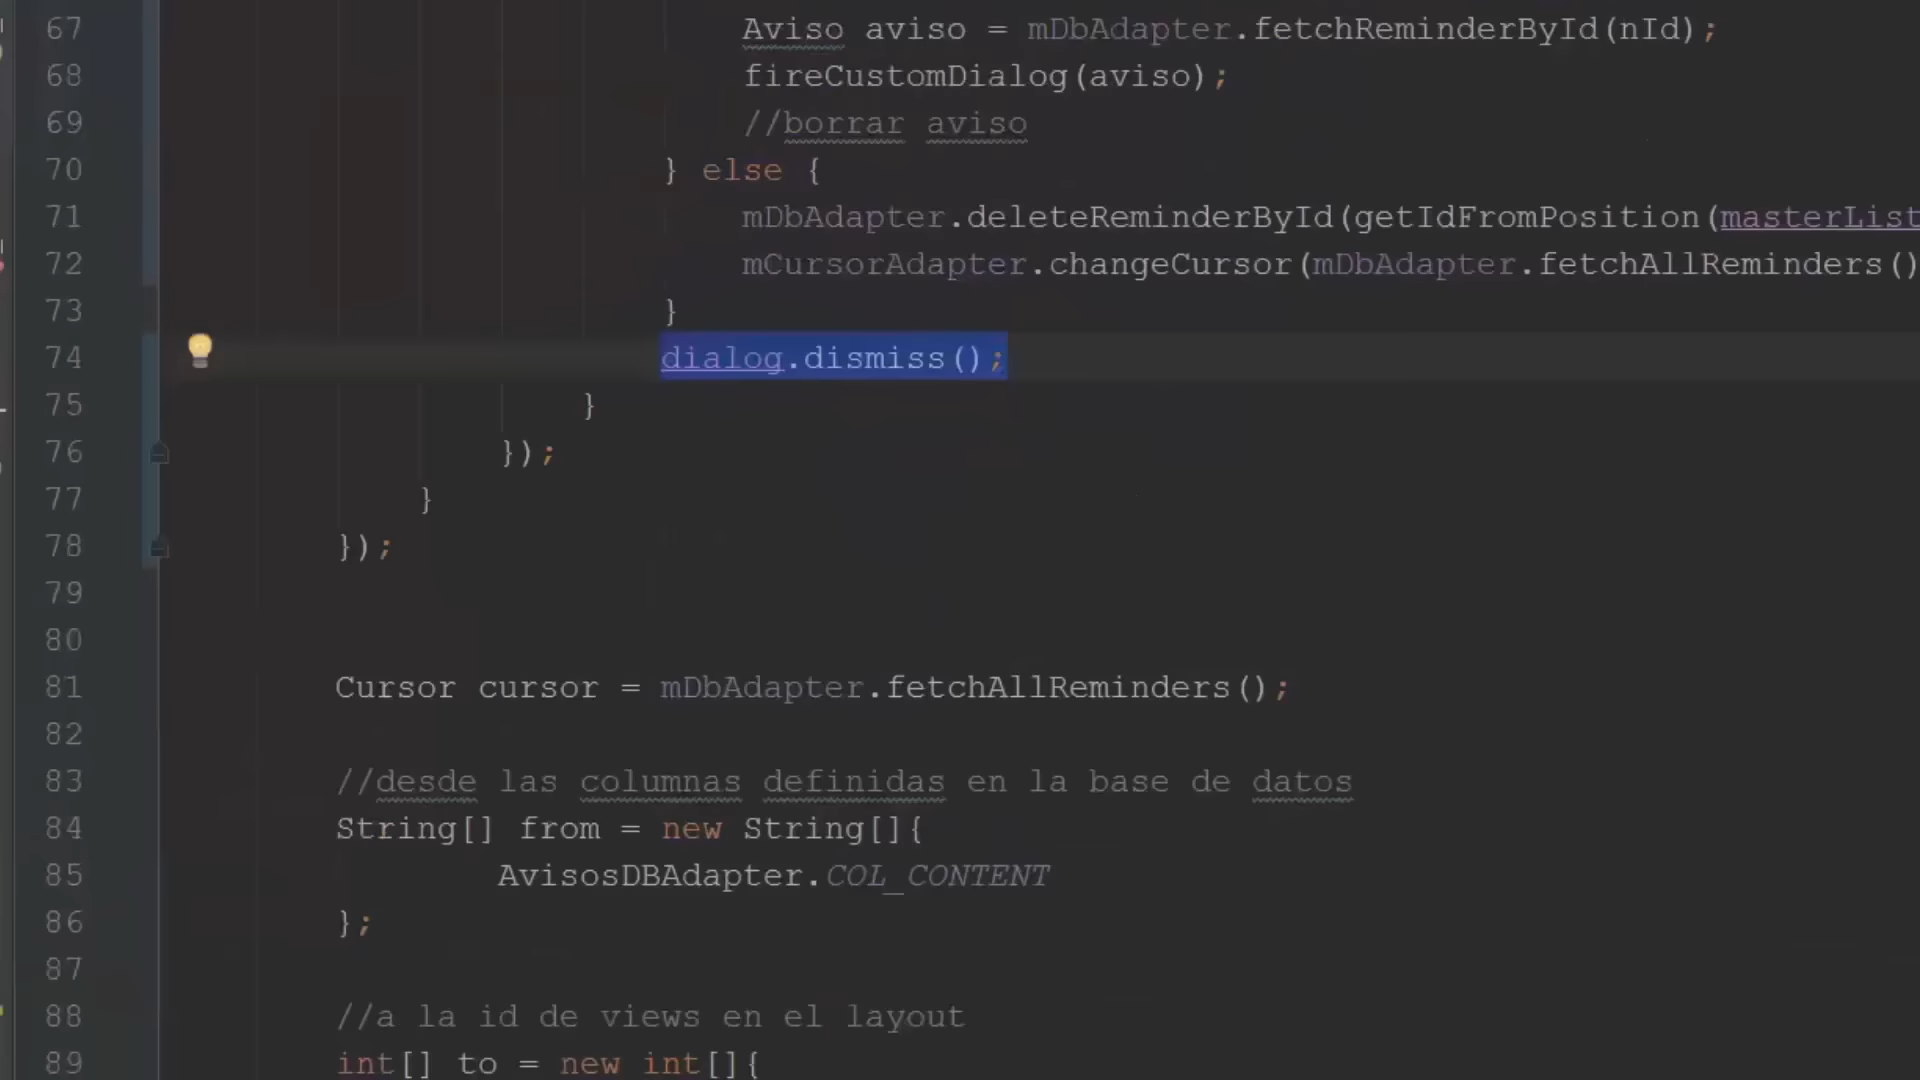 67 Aviso aviso = mDbAdapter.fetchReminderById(nId);
68 fireCustomDialog(aviso);
69 //borrar aviso
70 } else {
71 mDbAdapter.deleteReminderById(getIdFromPosition(masterList
72 mCursorAdapter.changeCursor(mDbAdapter.fetchAllReminders()
73 }
74 dialog.dismiss();
75 }
76 });
77 }
78 });
79
80
81 Cursor cursor = mDbAdapter.fetchAllReminders();
82
83 //desde las columnas definidas en la base de datos
84 String[] from = new String[]{
85 AvisosDBAdapter.COL_CONTENT
86 };
87
88 //a la id de views en el layout
89 int[] to = new int[]{